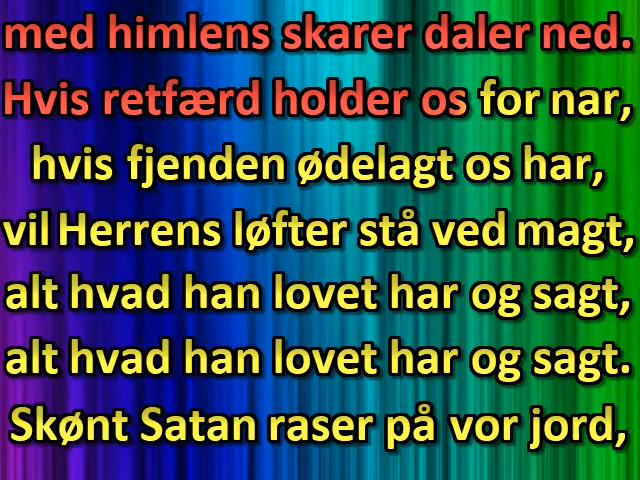 med himlens skarer daler ned.
Hvis retfærd holder os for nar,
hvis fjenden ødelagt os har,
vil Herrens løfter stå ved magt,
alt hvad han lovet har og sagt,
alt hvad han lovet har og sagt.
Skønt Satan raser på vor jord,